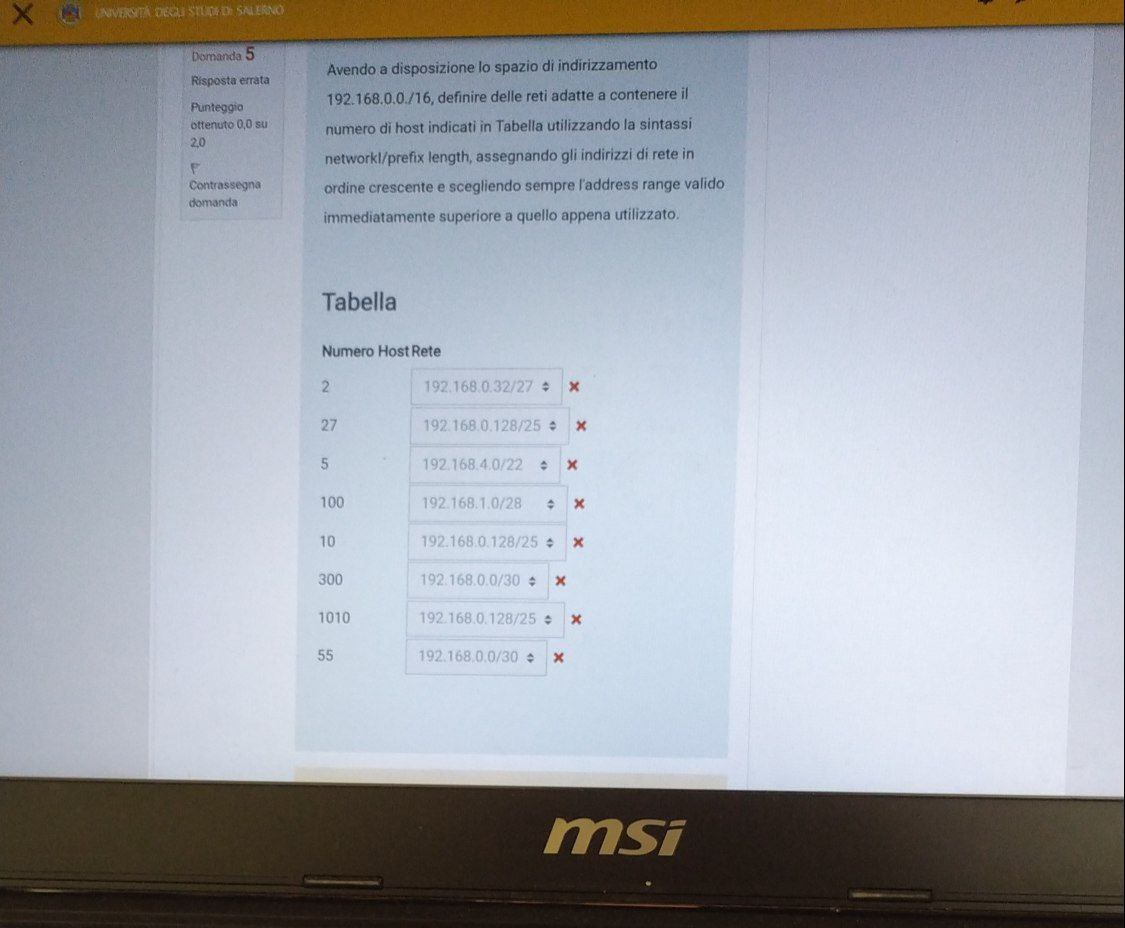 UNIVERSITÀ DEGLI STUDI DI SALERNO
Domanda 5
Risposta errata
Punteggio
ottenuto 0,0 su
2,0
Contrassegna
domanda
Avendo a disposizione lo spazio di indirizzamento
192.168.0.0./16, definire delle reti adatte a contenere il
numero di host indicati in Tabella utilizzando la sintassi
networkl/prefix length, assegnando gli indirizzi di rete in
ordine crescente e scegliendo sempre l'address range valido
immediatamente superiore a quello appena utilizzato.
Tabella
Numero Host Rete
2 192.168.0.32/27
27 192.168.0.128/25
5 192.168.4.0/22
100 192.168.1.0/28
10 192.168.0.128/25
300 192.168.0.0/30
1010 192.168.0.128/25
55 192.168.0.0/30
msi